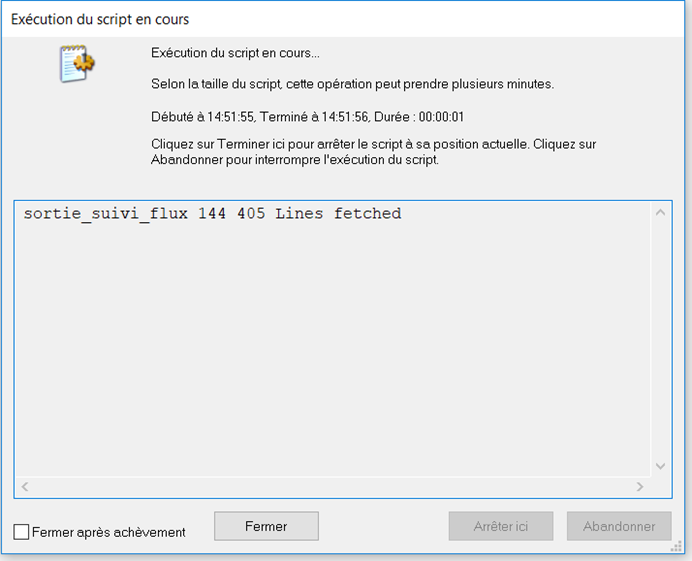 Exécution du script en cours
Exécution du script en cours...
Selon la taille du script, cette opération peut prendre plusieurs minutes.
Débuté à 14:51:55, Terminé à 14:51:56, Durée : 00:00:01
Cliquez sur Terminer ici pour arrêter le script à sa position actuelle. Cliquez sur
Abandonner pour interrompre l'exécution du script.
sortie_suivi_flux 144 405 Lines fetched
Fermer après achèvement
Fermer
Arrêter ici
Abandonner